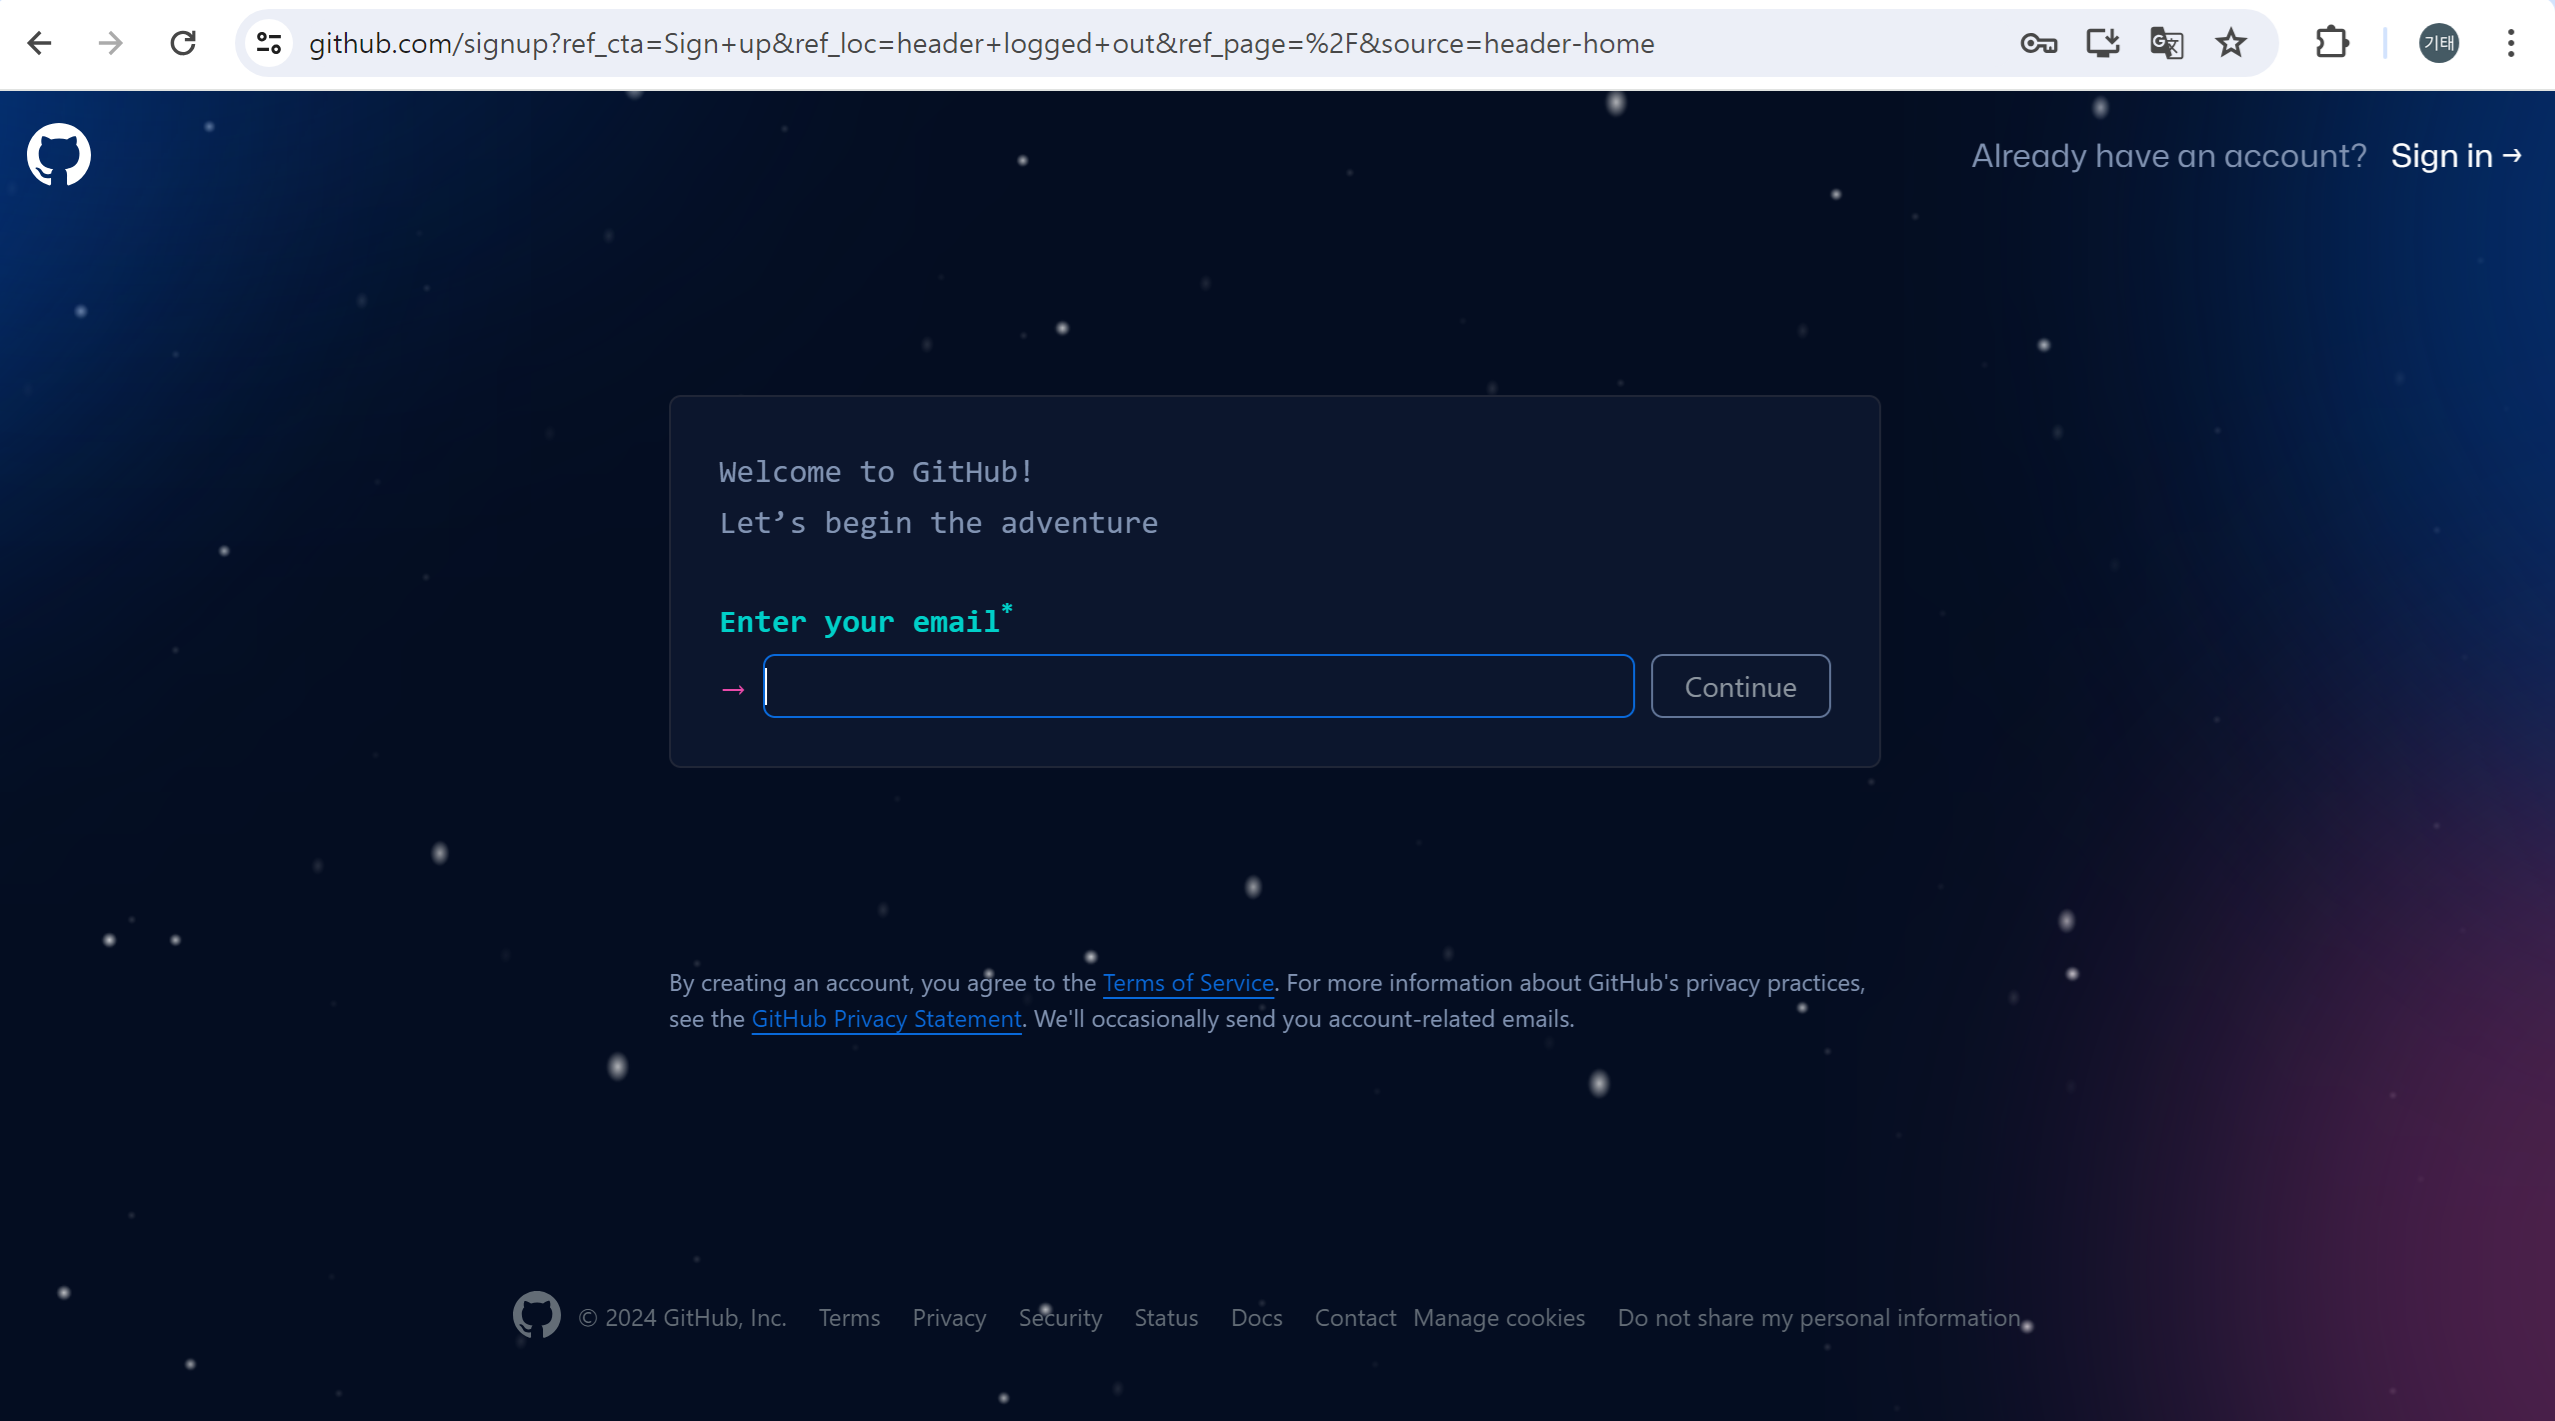 github.com/signup?ref_cta=Sign+up&ref_loc=header+logged+out&ref_page=%2F&source=header-home
기태
Already have an account? Sign in →
Welcome to GitHub!
Let’s begin the adventure
Enter your email*
→ Continue
By creating an account, you agree to the Terms of Service. For more information about GitHub's privacy practices,
see the GitHub Privacy Statement. We'll occasionally send you account-related emails.
© 2024 GitHub, Inc. Terms Privacy Security Status Docs Contact Manage cookies Do not share my personal information